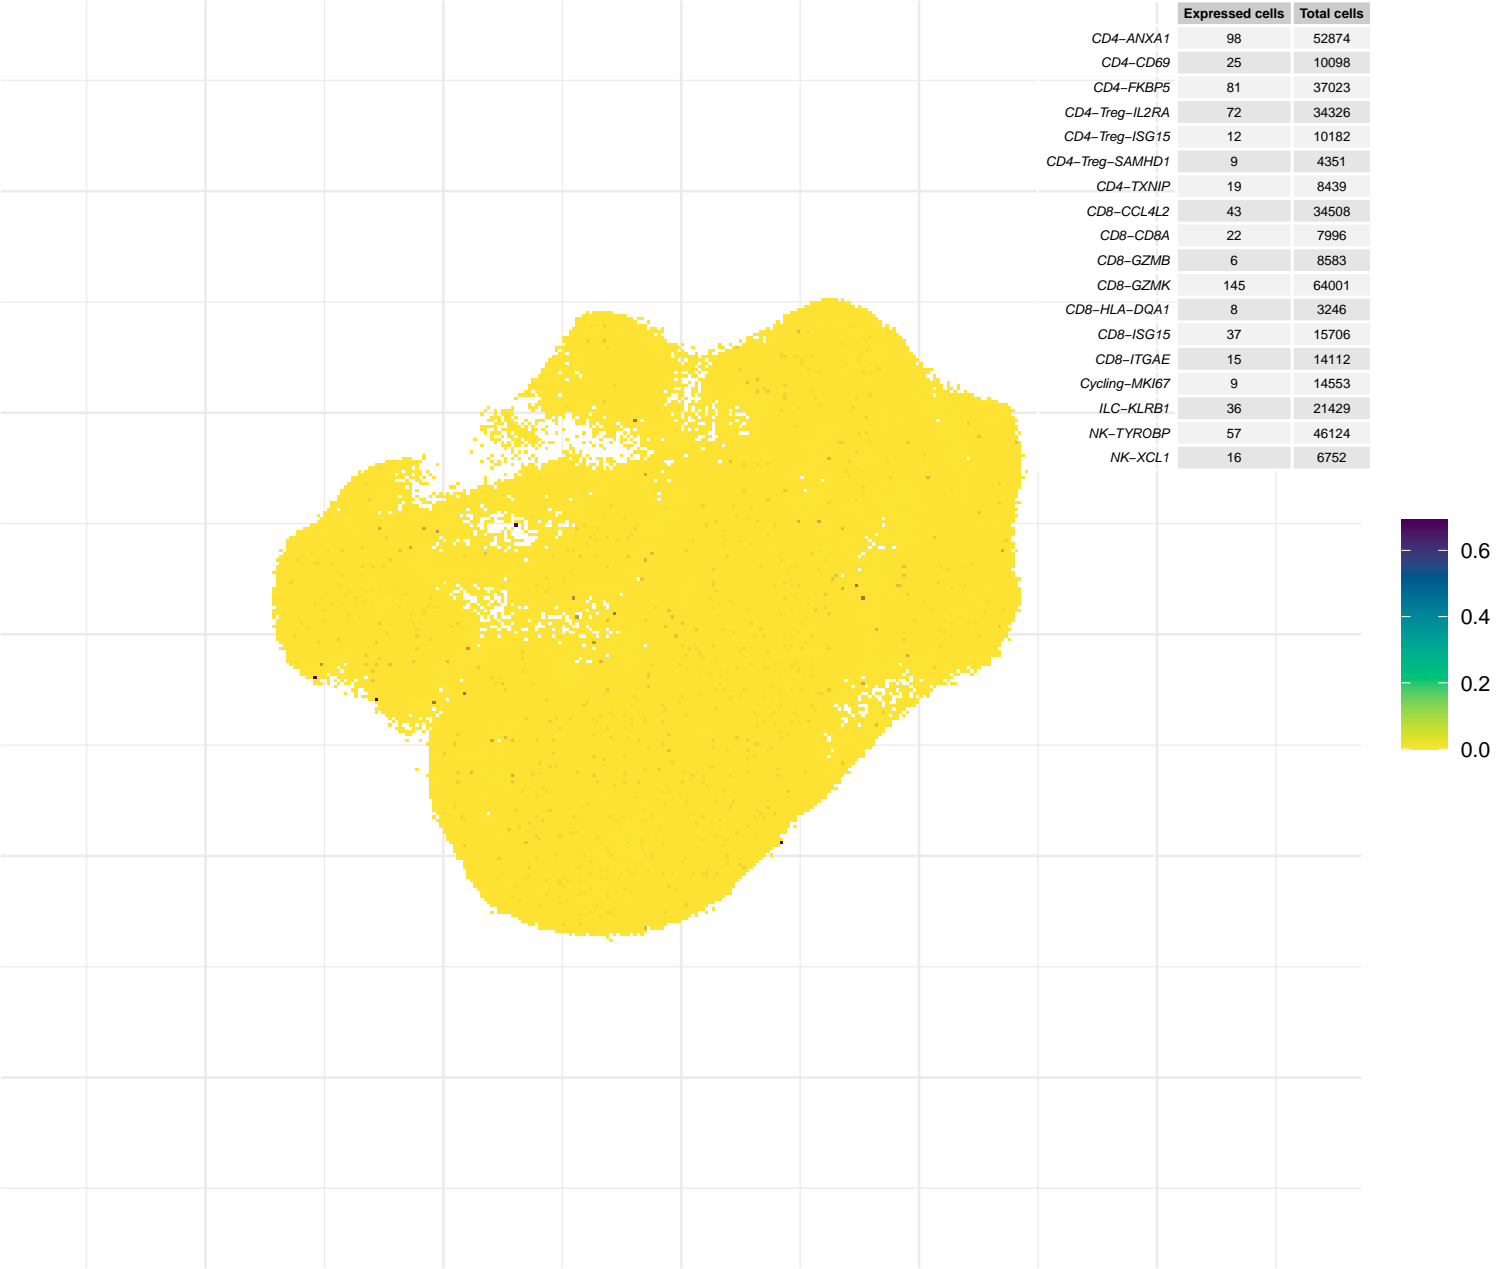 Expressed cells Total cells
CD4−ANXA1 98 52874
CD4−CD69 25 10098
CD4−FKBP5 81 37023
CD4−Treg−IL2RA 72 34326
CD4−Treg−ISG15 12 10182
CD4−Treg−SAMHD1 9 4351
CD4−TXNIP 19 8439
CD8−CCL4L2 43 34508
CD8−CD8A 22 7996
CD8−GZMB 6 8583
CD8−GZMK 145 64001
CD8−HLA−DQA1 8 3246
CD8−ISG15 37 15706
CD8−ITGAE 15 14112
Cycling−MKI67 9 14553
ILC−KLRB1 36 21429
NK−TYROBP 57 46124
NK−XCL1 16 6752
0.6
0.4
0.2
0.0